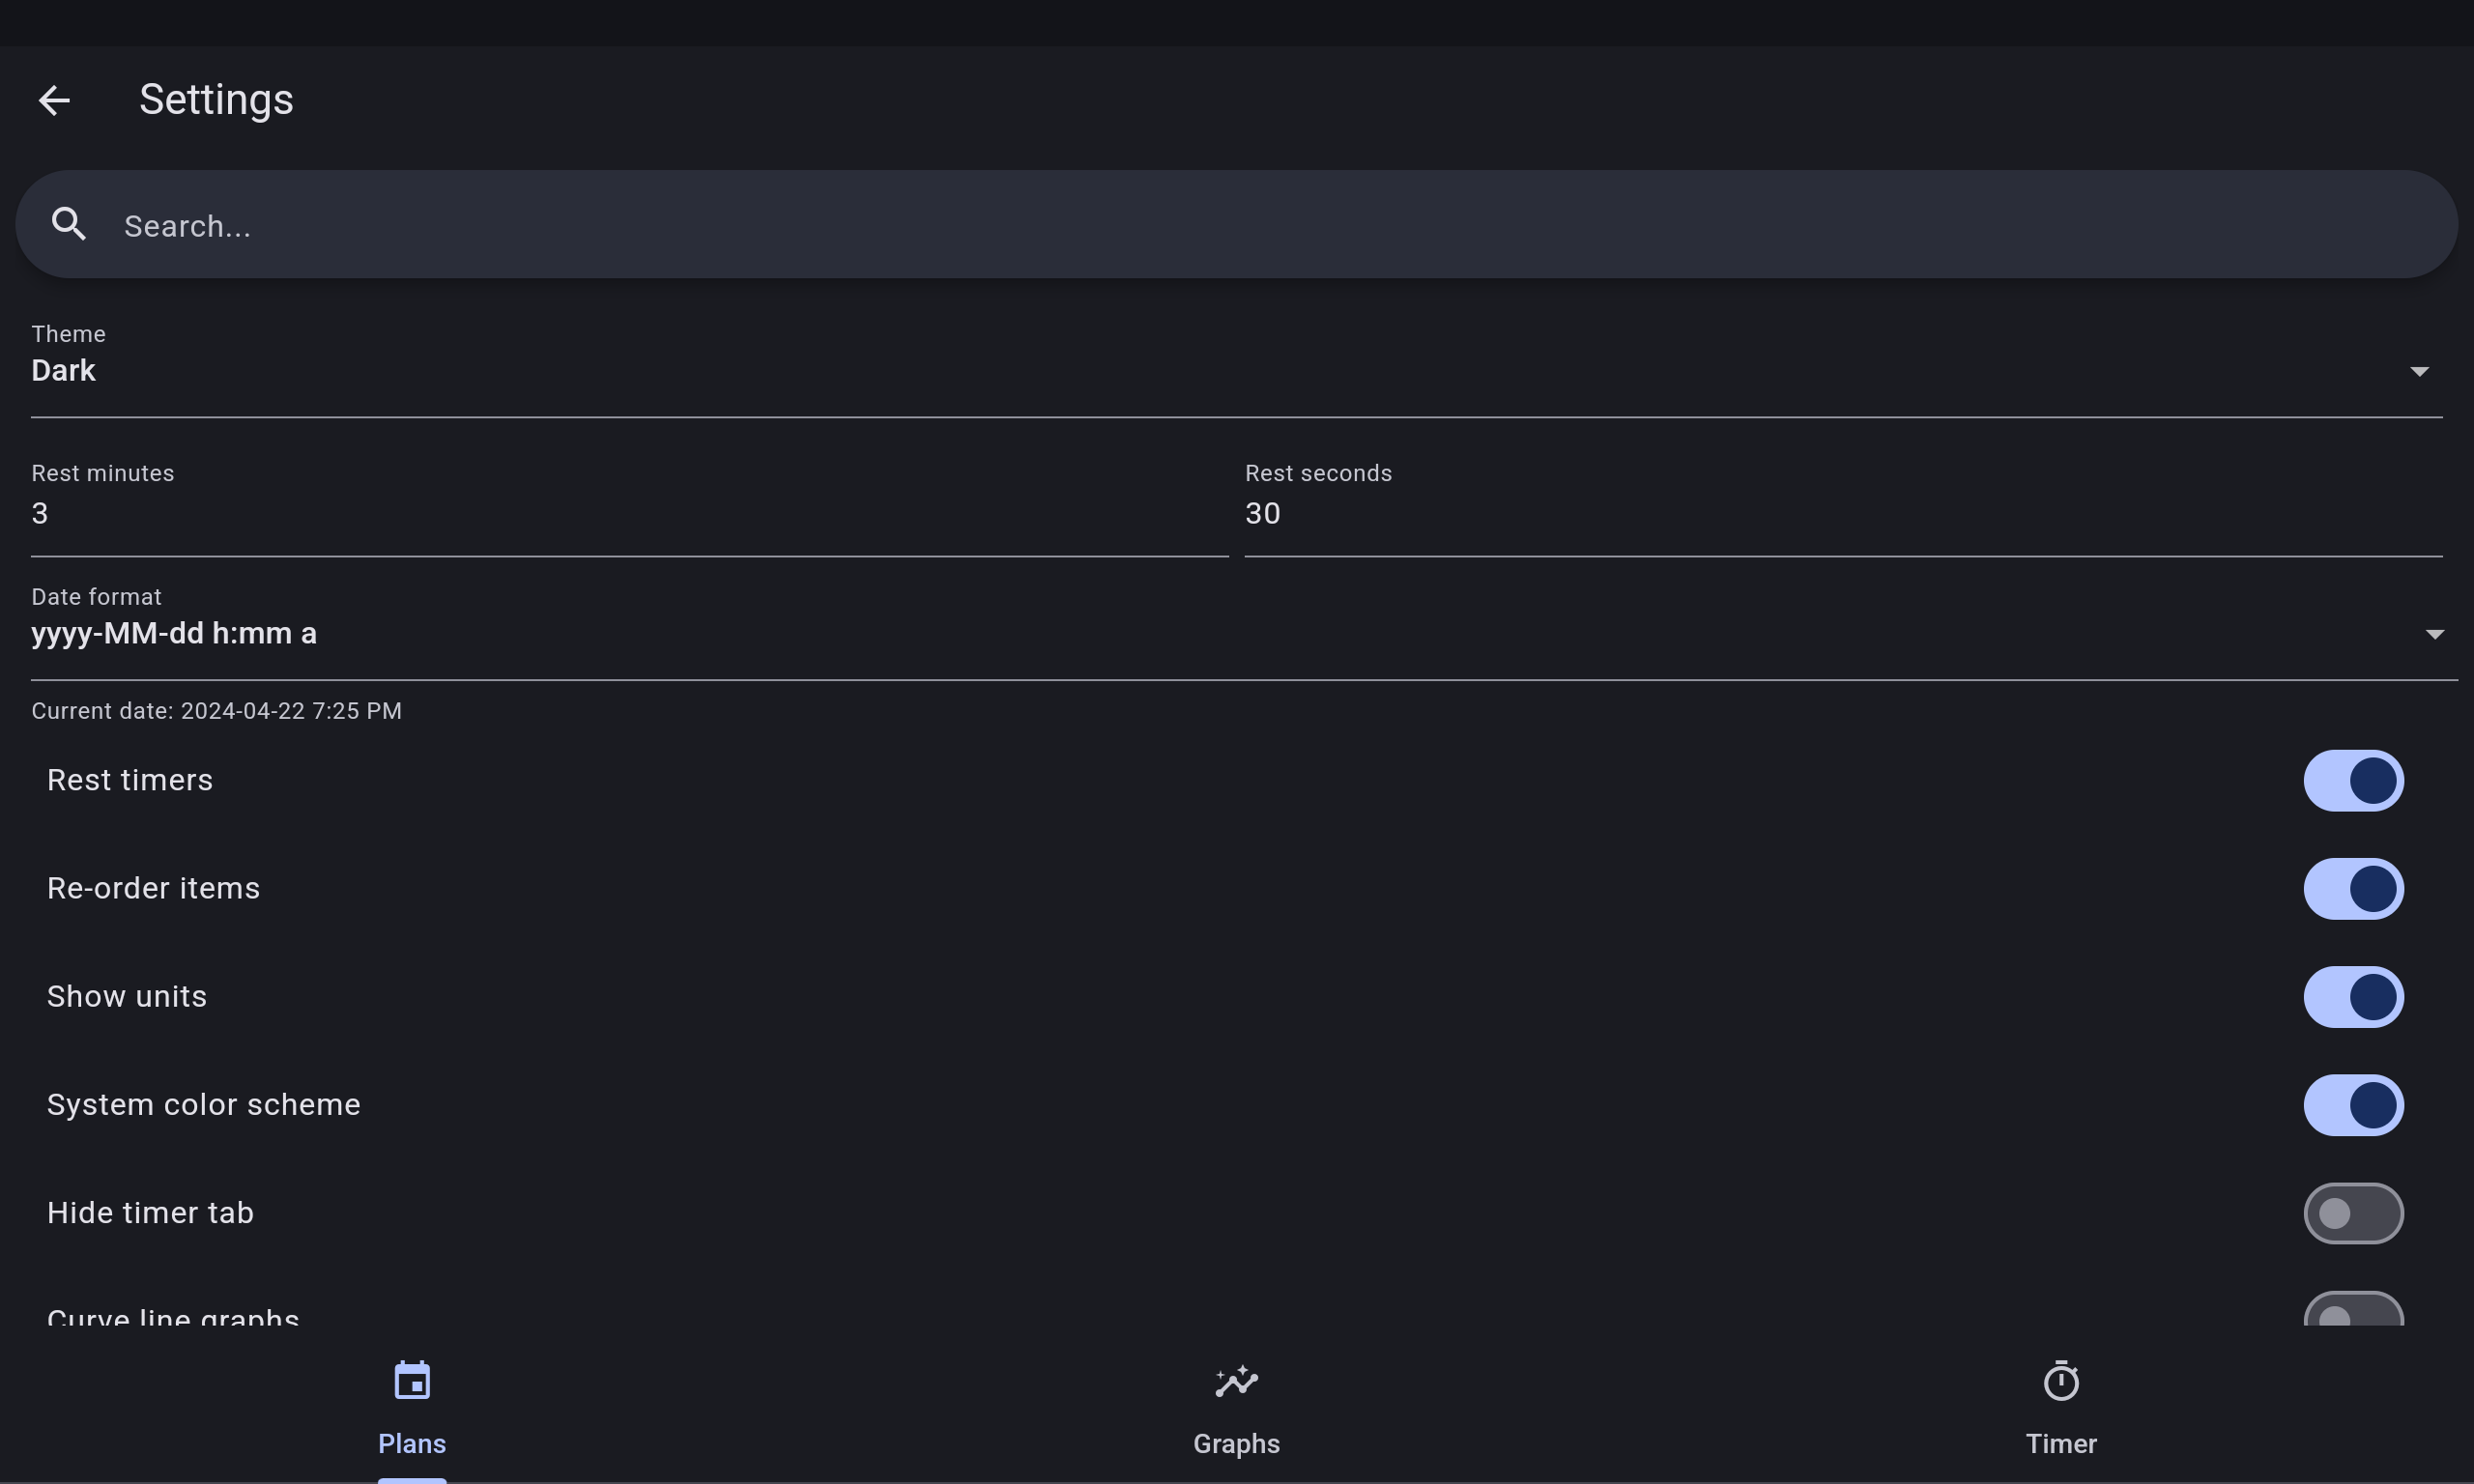 Settings
Search...
Theme
Dark
Rest minutes
Rest seconds
3
30
Date format
yyyy-MM-dd h:mm a
Current date: 2024-04-22 7:25 PM
Rest timers
Re-order items
Show units
System color scheme
Hide timer tab
Curve line graphs
Plans
Graphs
Timer